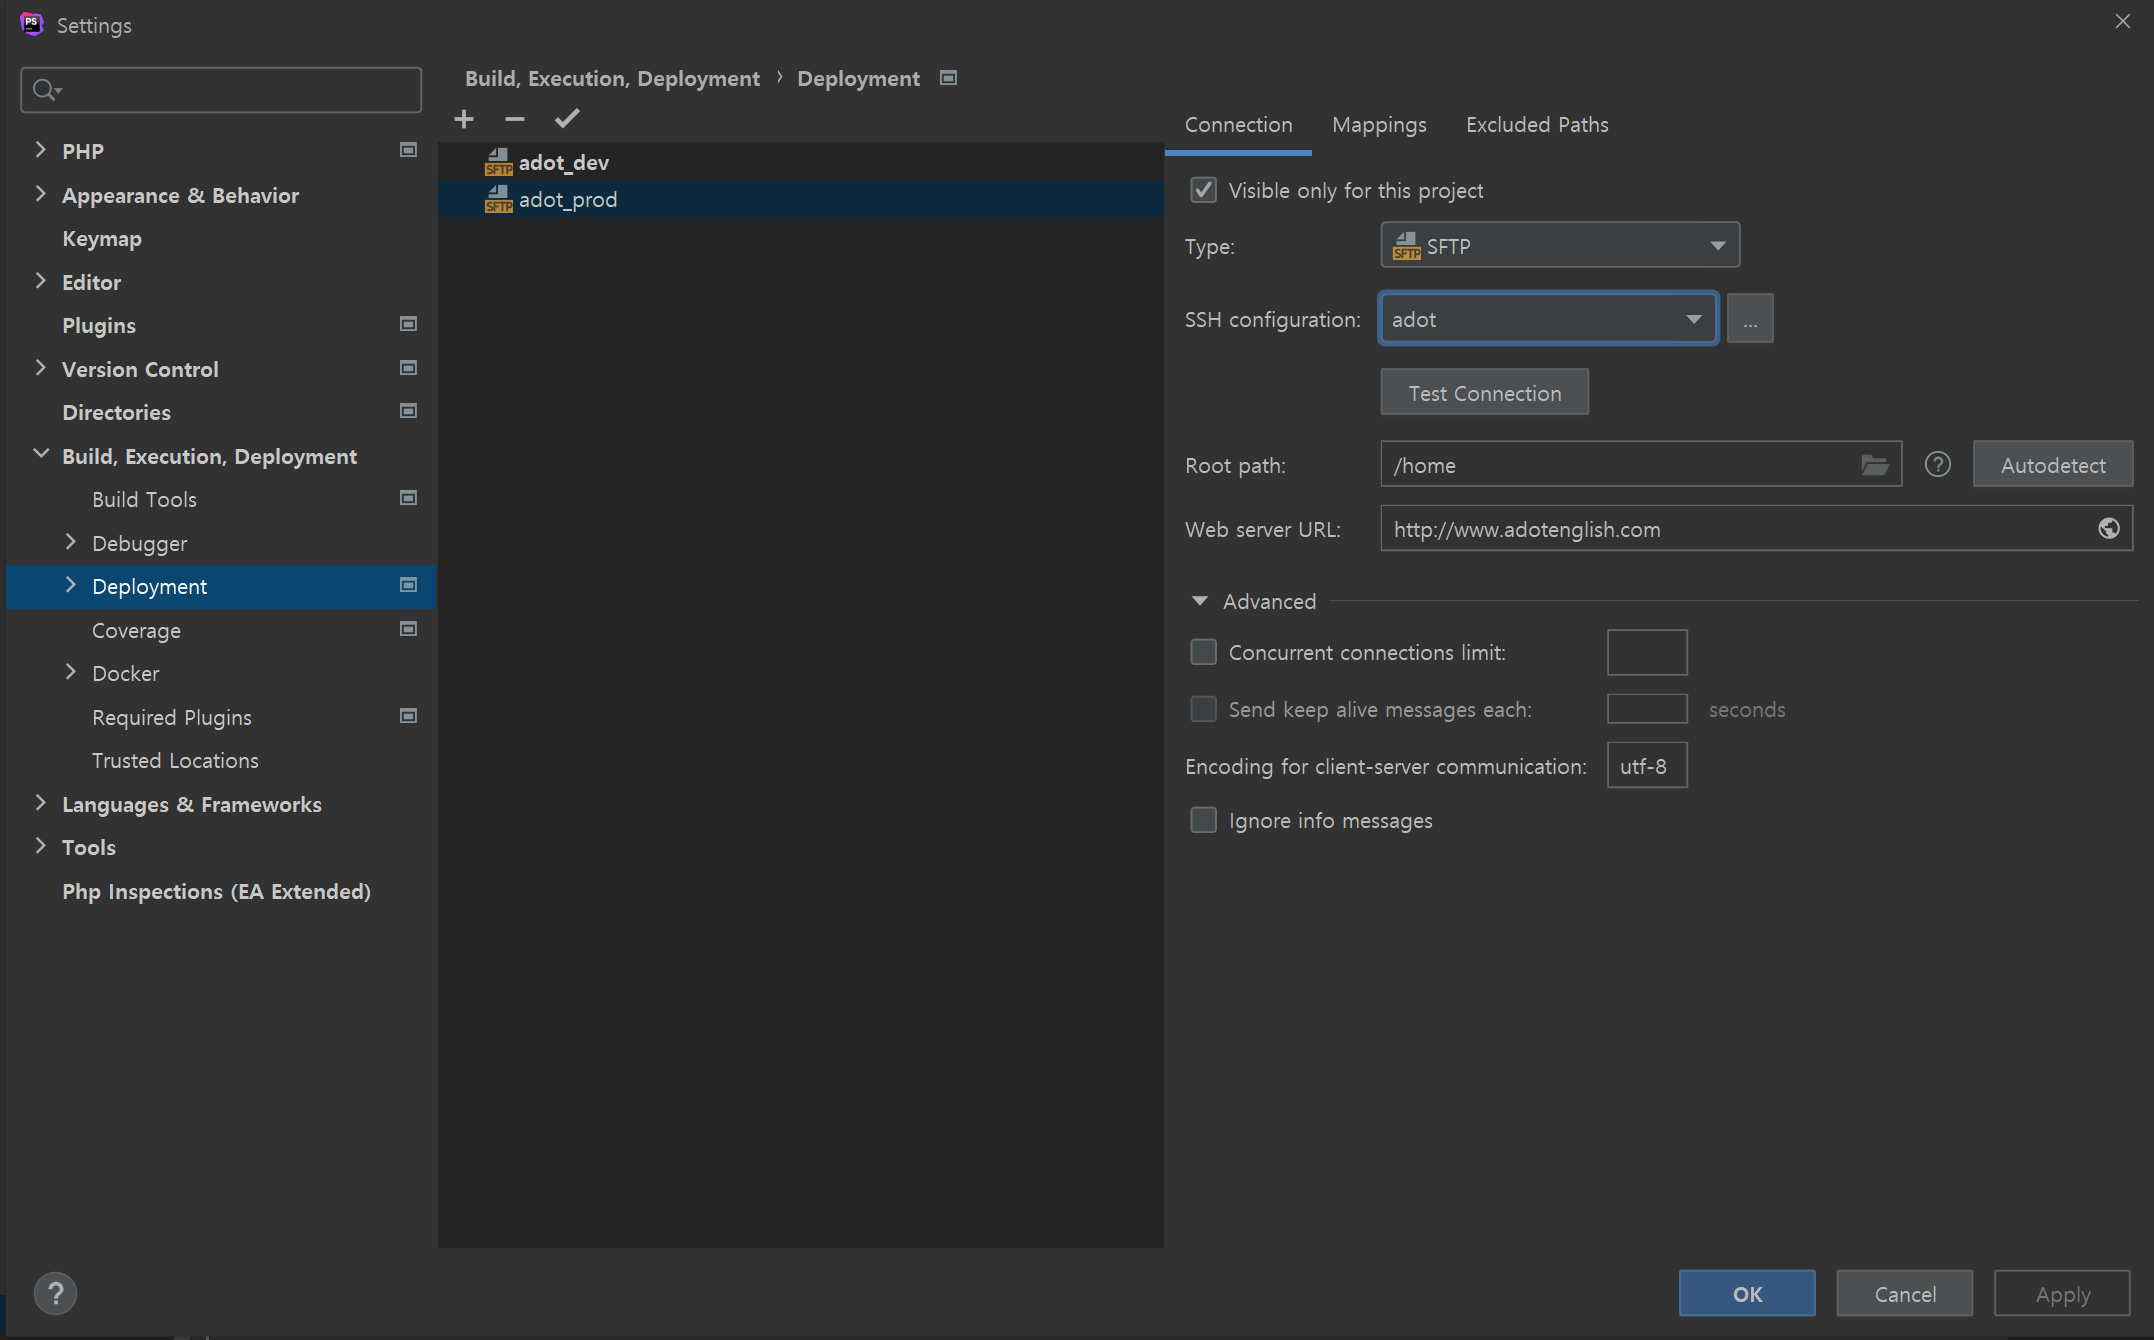 Settings
PHP
Appearance & Behavior
Keymap
Editor
Plugins
Version Control
Directories
Build, Execution, Deployment
Build Tools
Debugger
Deployment
Coverage
Docker
Required Plugins
Trusted Locations
Languages & Frameworks
Tools
Php Inspections (EA Extended)
Build, Execution, Deployment › Deployment
SFTP adot_dev
SFTP adot_prod
Connection Mappings Excluded Paths
Visible only for this project
Type: SFTP SFTP
SSH configuration: adot ...
Test Connection
Root path: /home ? Autodetect
Web server URL: http://www.adotenglish.com
Advanced
Concurrent connections limit:
Send keep alive messages each: seconds
Encoding for client-server communication: utf-8
Ignore info messages
? OK Cancel Apply